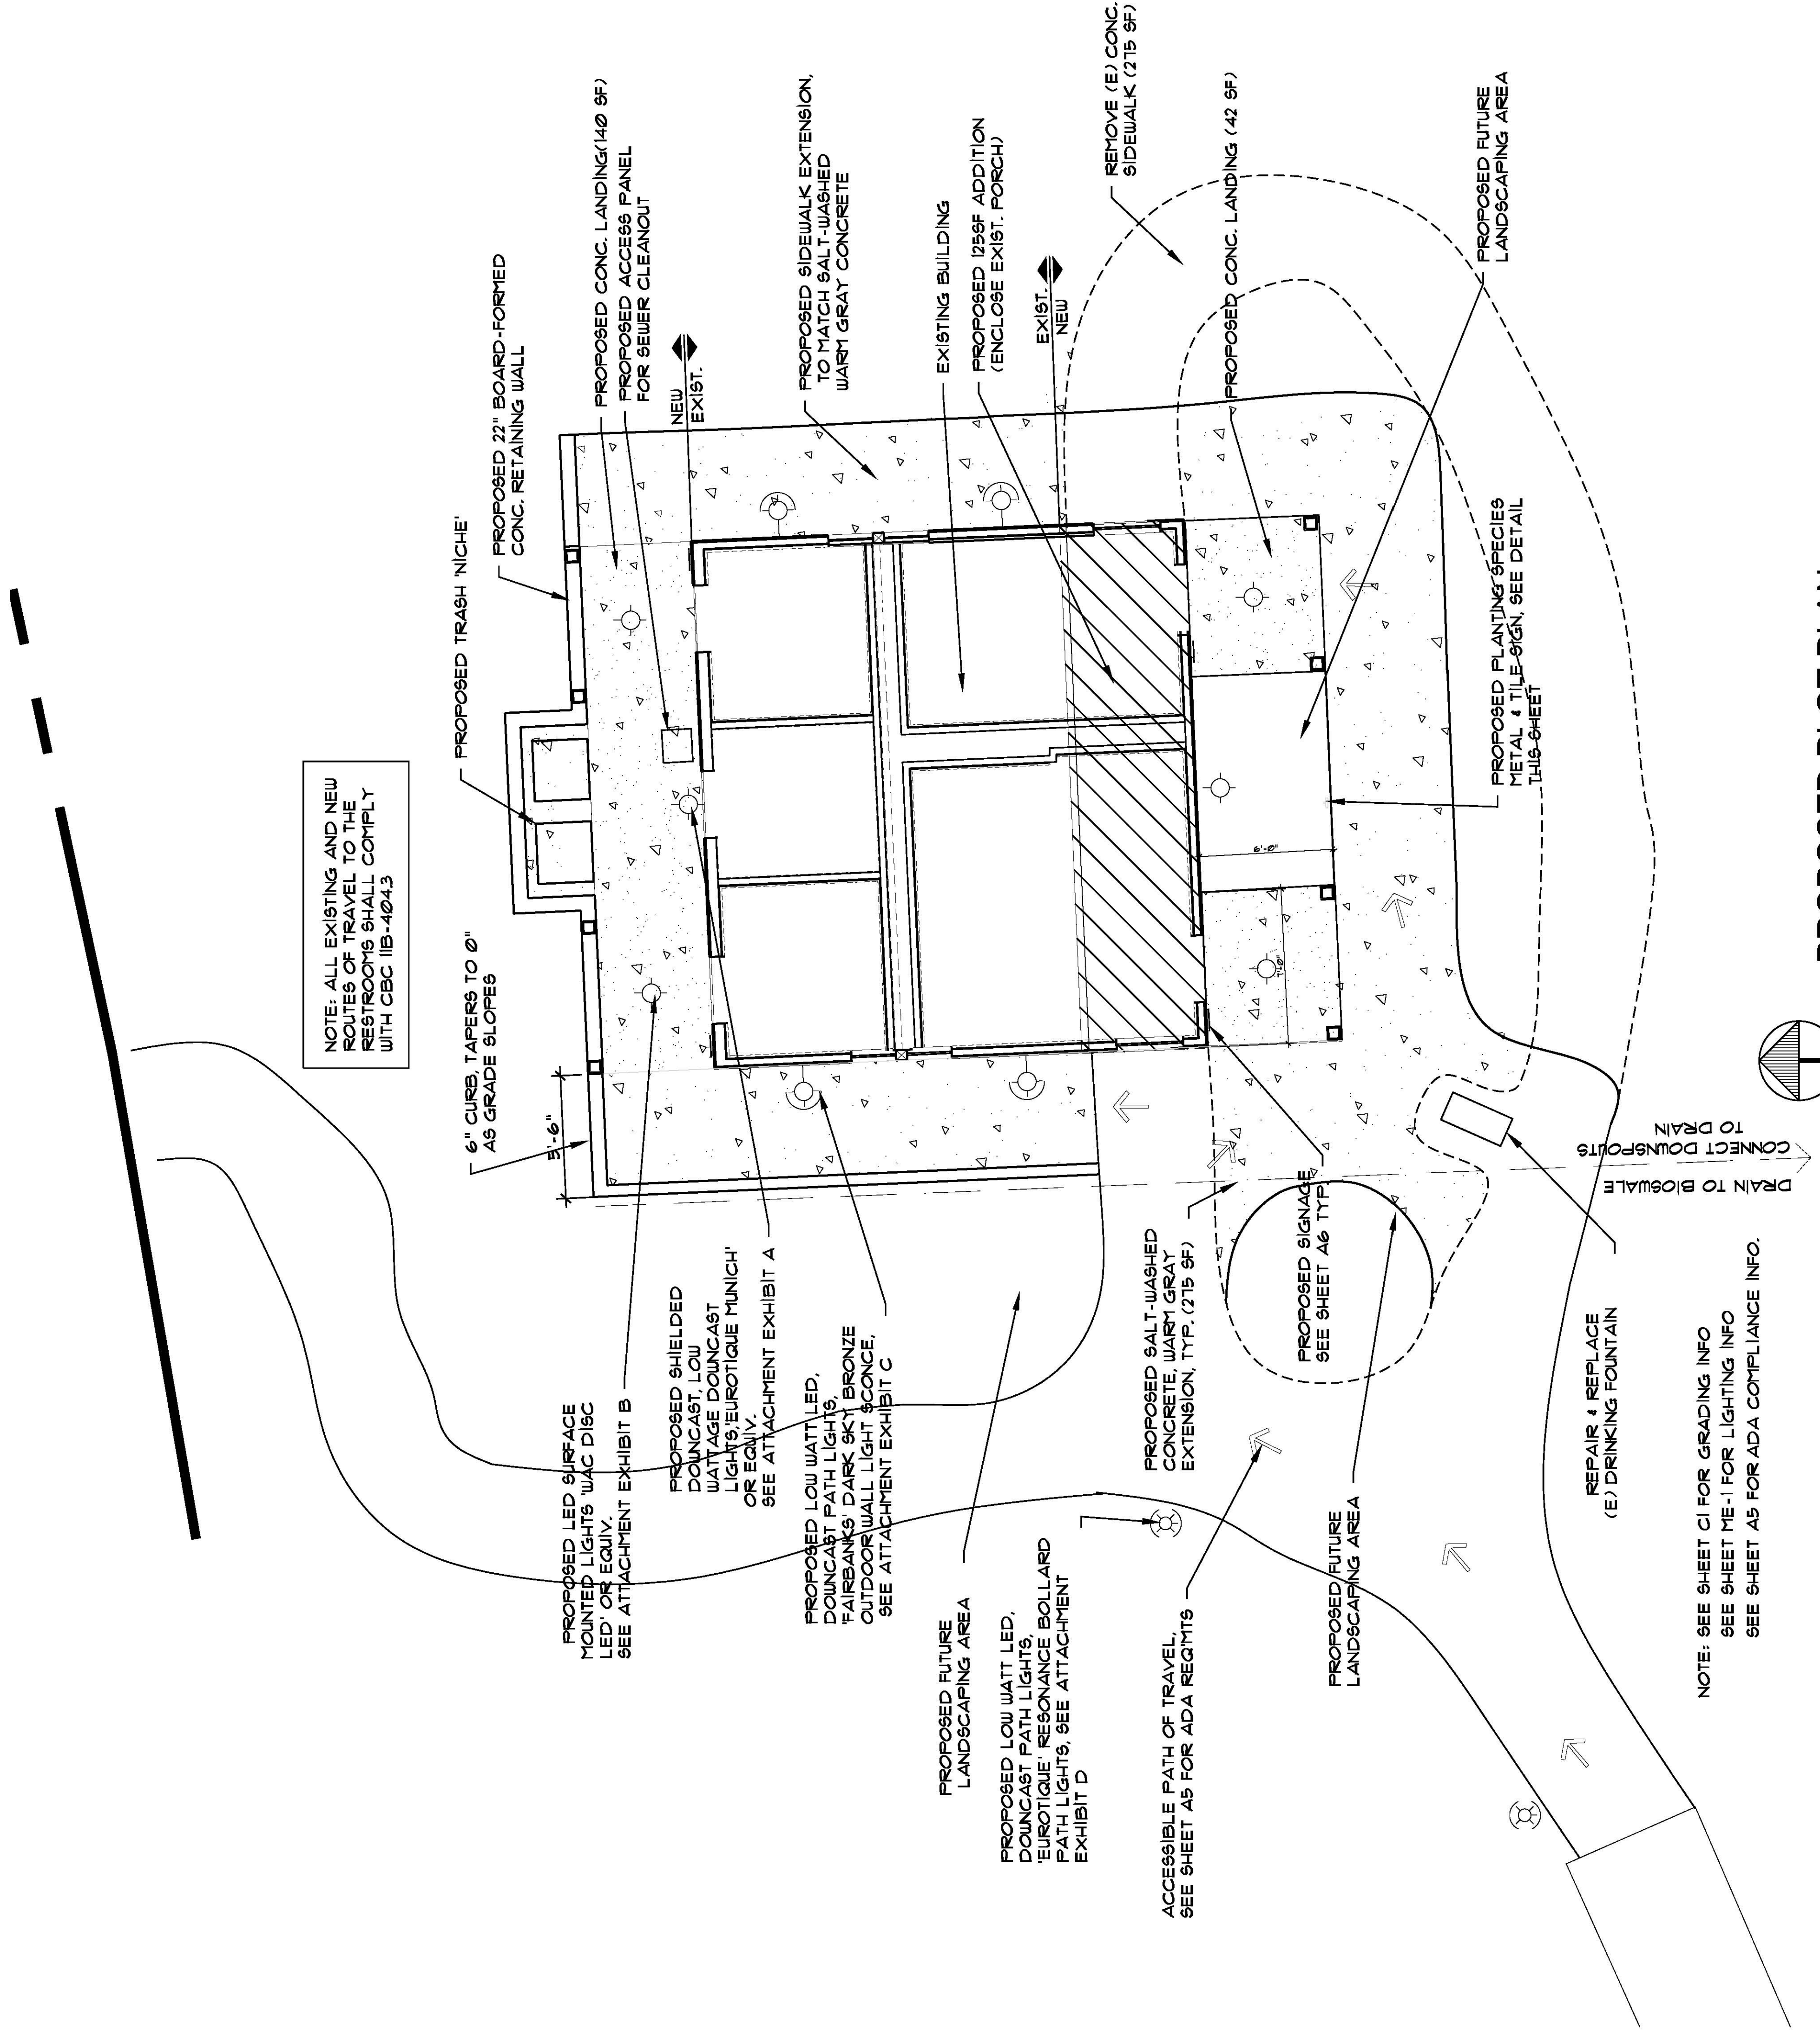 NOTE: ALL EXISTING AND NEW
ROUTES OF TRAVEL TO THE
RESTROOMS SHALL COMPLY
WITH CBC 11B-404.3
6" CURB, TAPERS TO 0"
AS GRADE SLOPES
5'-6"
PROPOSED TRASH 'NICHE'
PROPOSED 22" BOARD-FORMED
CONC. RETAINING WALL
PROPOSED CONC. LANDING(140 SF)
PROPOSED ACCESS PANEL
FOR SEWER CLEANOUT
NEW
EXIST.
PROPOSED SIDEWALK EXTENSION,
TO MATCH SALT-WASHED
WARM GRAY CONCRETE
EXISTING BUILDING
PROPOSED 125SF ADDITION
(ENCLOSE EXIST. PORCH)
EXIST.
NEW
REMOVE (E) CONC.
SIDEWALK (275 SF)
PROPOSED CONC. LANDING (42 SF)
PROPOSED FUTURE
LANDSCAPING AREA
PROPOSED PLANTING SPECIES
METAL & TILE SIGN, SEE DETAIL
THIS SHEET
6'-0"
7'-0"
PROPOSED LED SURFACE
MOUNTED LIGHTS 'WAC DISC
LED' OR EQUIV.
SEE ATTACHMENT EXHIBIT B
PROPOSED SHIELDED
DOWNCAST, LOW
WATTAGE DOWNCAST
LIGHTS,'EUROTIQUE MUNICH'
OR EQUIV.
SEE ATTACHMENT EXHIBIT A
PROPOSED LOW WATT LED,
DOWNCAST PATH LIGHTS,
'FAIRBANKS' DARK SKY BRONZE
OUTDOOR WALL LIGHT SCONCE,
SEE ATTACHMENT EXHIBIT C
PROPOSED FUTURE
LANDSCAPING AREA
PROPOSED LOW WATT LED,
DOWNCAST PATH LIGHTS,
'EUROTIQUE' RESONANCE BOLLARD
PATH LIGHTS, SEE ATTACHMENT
EXHIBIT D
PROPOSED SALT-WASHED
CONCRETE, WARM GRAY
EXTENSION, TYP. (275 SF)
ACCESSIBLE PATH OF TRAVEL,
SEE SHEET A5 FOR ADA REQ'MTS
PROPOSED SIGNAGE
SEE SHEET A6 TYP.
PROPOSED FUTURE
LANDSCAPING AREA
REPAIR & REPLACE
(E) DRINKING FOUNTAIN
CONNECT DOWNSPOUTS
TO DRAIN
DRAIN TO BIOSWALE
NOTE: SEE SHEET C1 FOR GRADING INFO
SEE SHEET ME-1 FOR LIGHTING INFO
SEE SHEET A5 FOR ADA COMPLIANCE INFO.